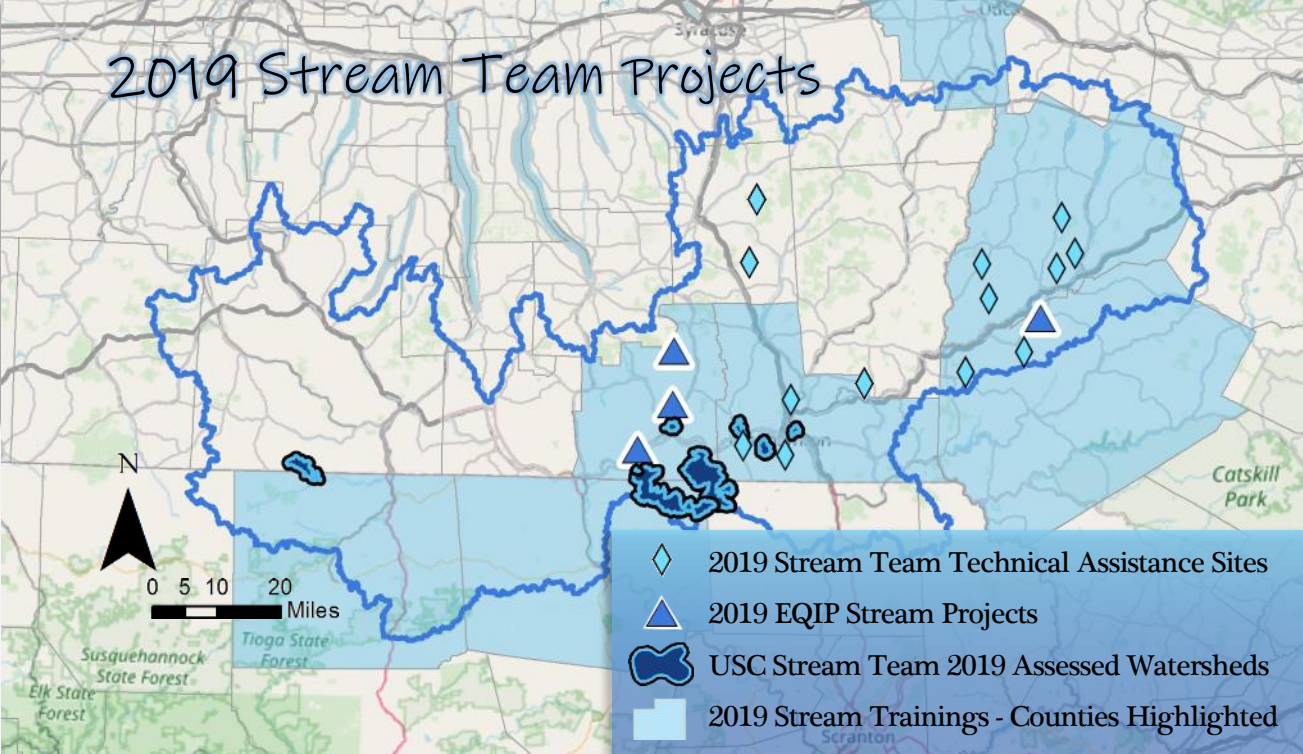 Syracuse
2019 Stream Team Projects
Catskill
Park
N
0 5 10 20
Miles
Tioga State
Forest
Susquehannock
State Forest
Elk State
Forest
2019 Stream Team Technical Assistance Sites
2019 EQIP Stream Projects
USC Stream Team 2019 Assessed Watersheds
2019 Stream Trainings - Counties Highlighted
Scranton